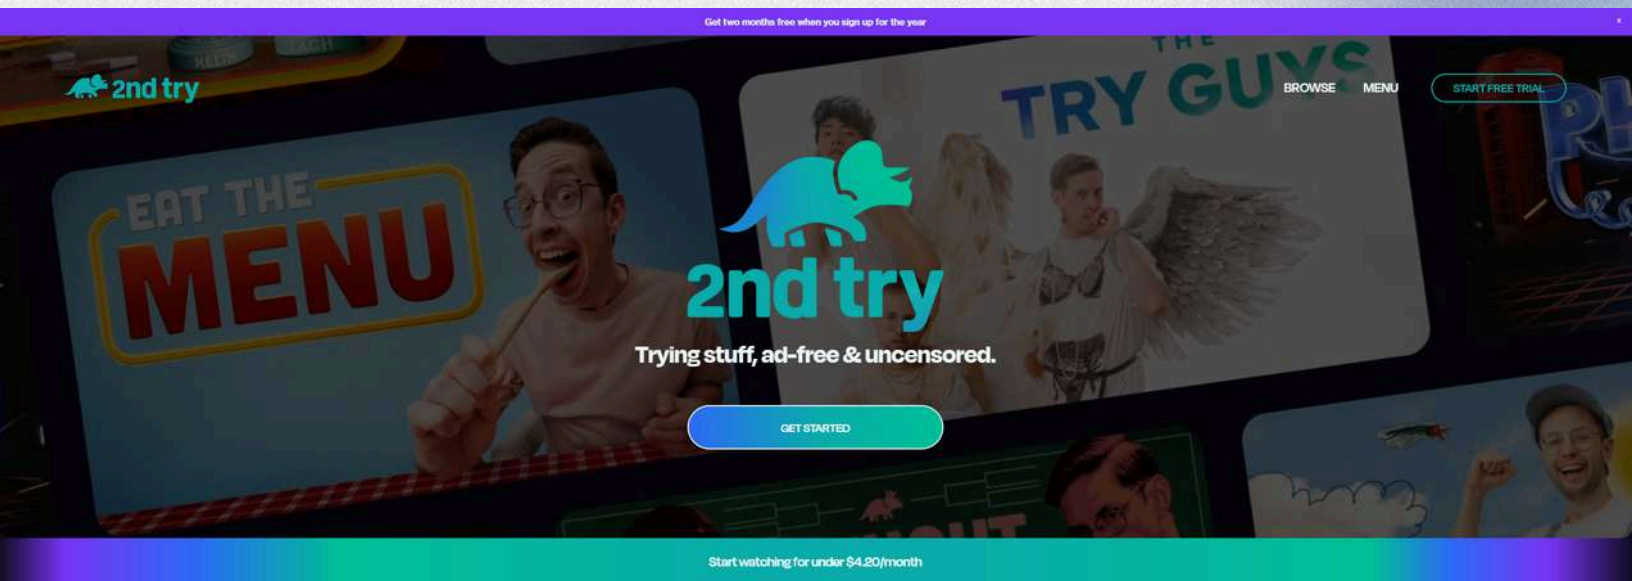 Get two months free when you sign up for the year
x
KEITH
ZACH
2nd try
BROWSE
MENU
START FREE TRIAL
THE
TRY GUYS
EAT THE
MENU
2nd try
Trying stuff, ad-free & uncensored.
GET STARTED
Start watching for under $4.20/month